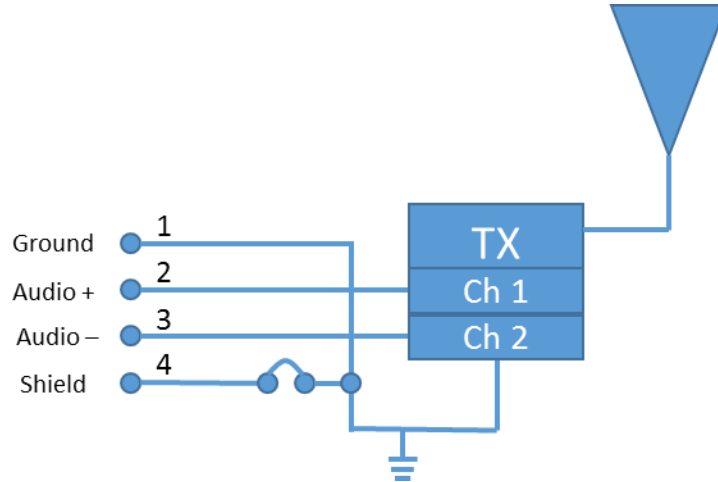 Ground 1
Audio + 2
Audio – 3
Shield 4
TX
Ch 1
Ch 2